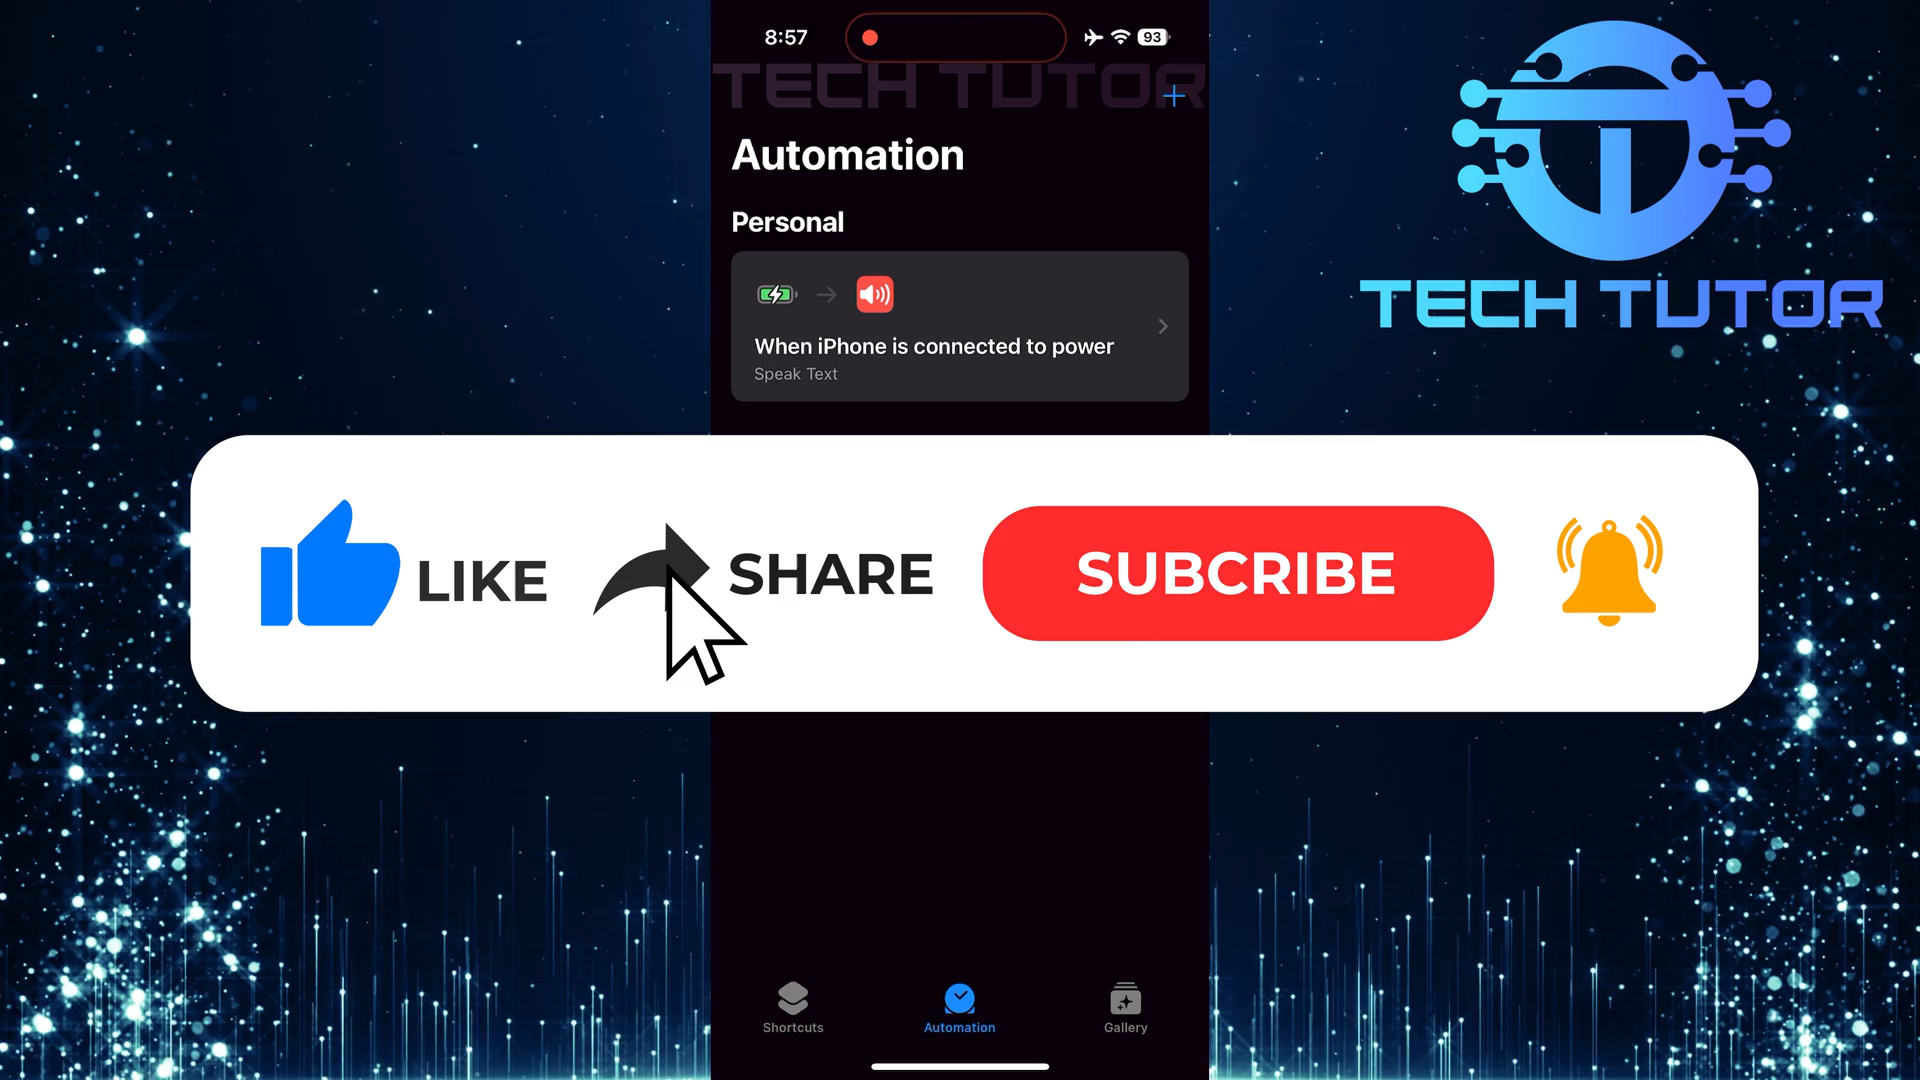 8:57
93
TECH TUTOR
Automation
Personal
When iPhone is connected to power
Speak Text
TECH TUTOR
LIKE
SHARE
SUBCRIBE
Shortcuts
Automation
Gallery